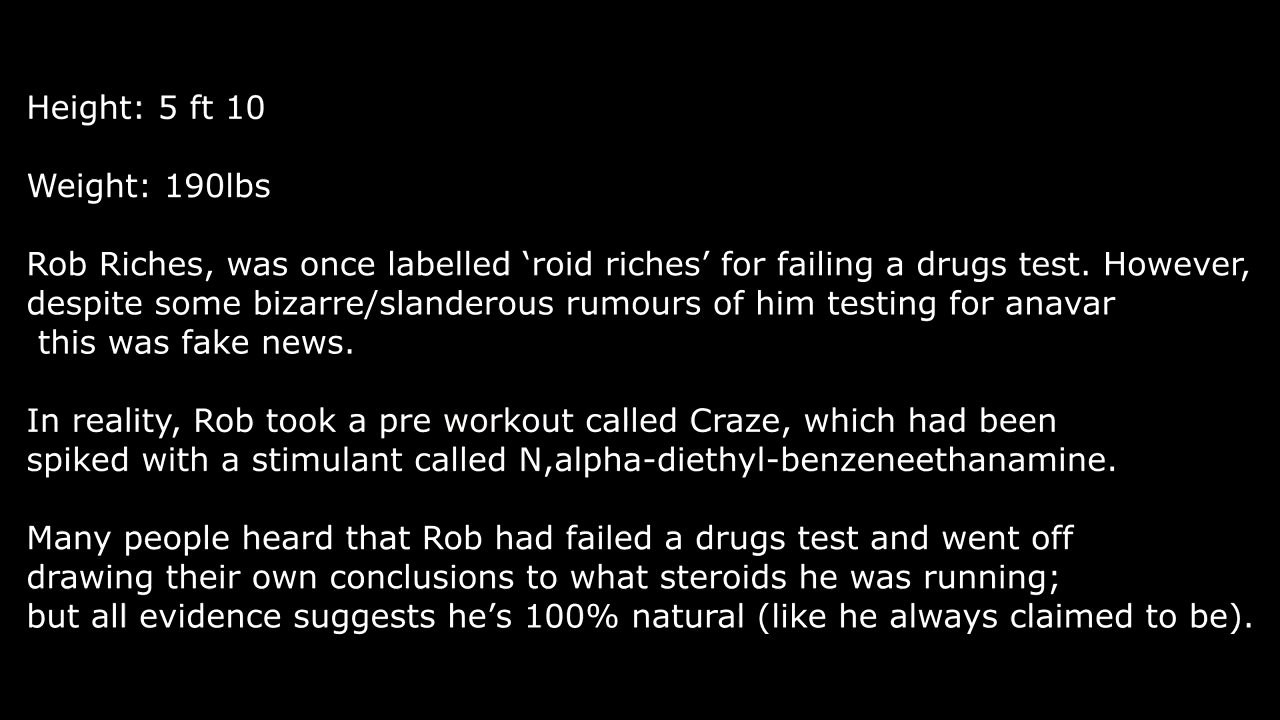 Height: 5 ft 10
Weight: 190lbs
Rob Riches, was once labelled ‘roid riches’ for failing a drugs test. However,
despite some bizarre/slanderous rumours of him testing for anavar
this was fake news.
In reality, Rob took a pre workout called Craze, which had been
spiked with a stimulant called N,alpha-diethyl-benzeneethanamine.
Many people heard that Rob had failed a drugs test and went off
drawing their own conclusions to what steroids he was running;
but all evidence suggests he’s 100% natural (like he always claimed to be).